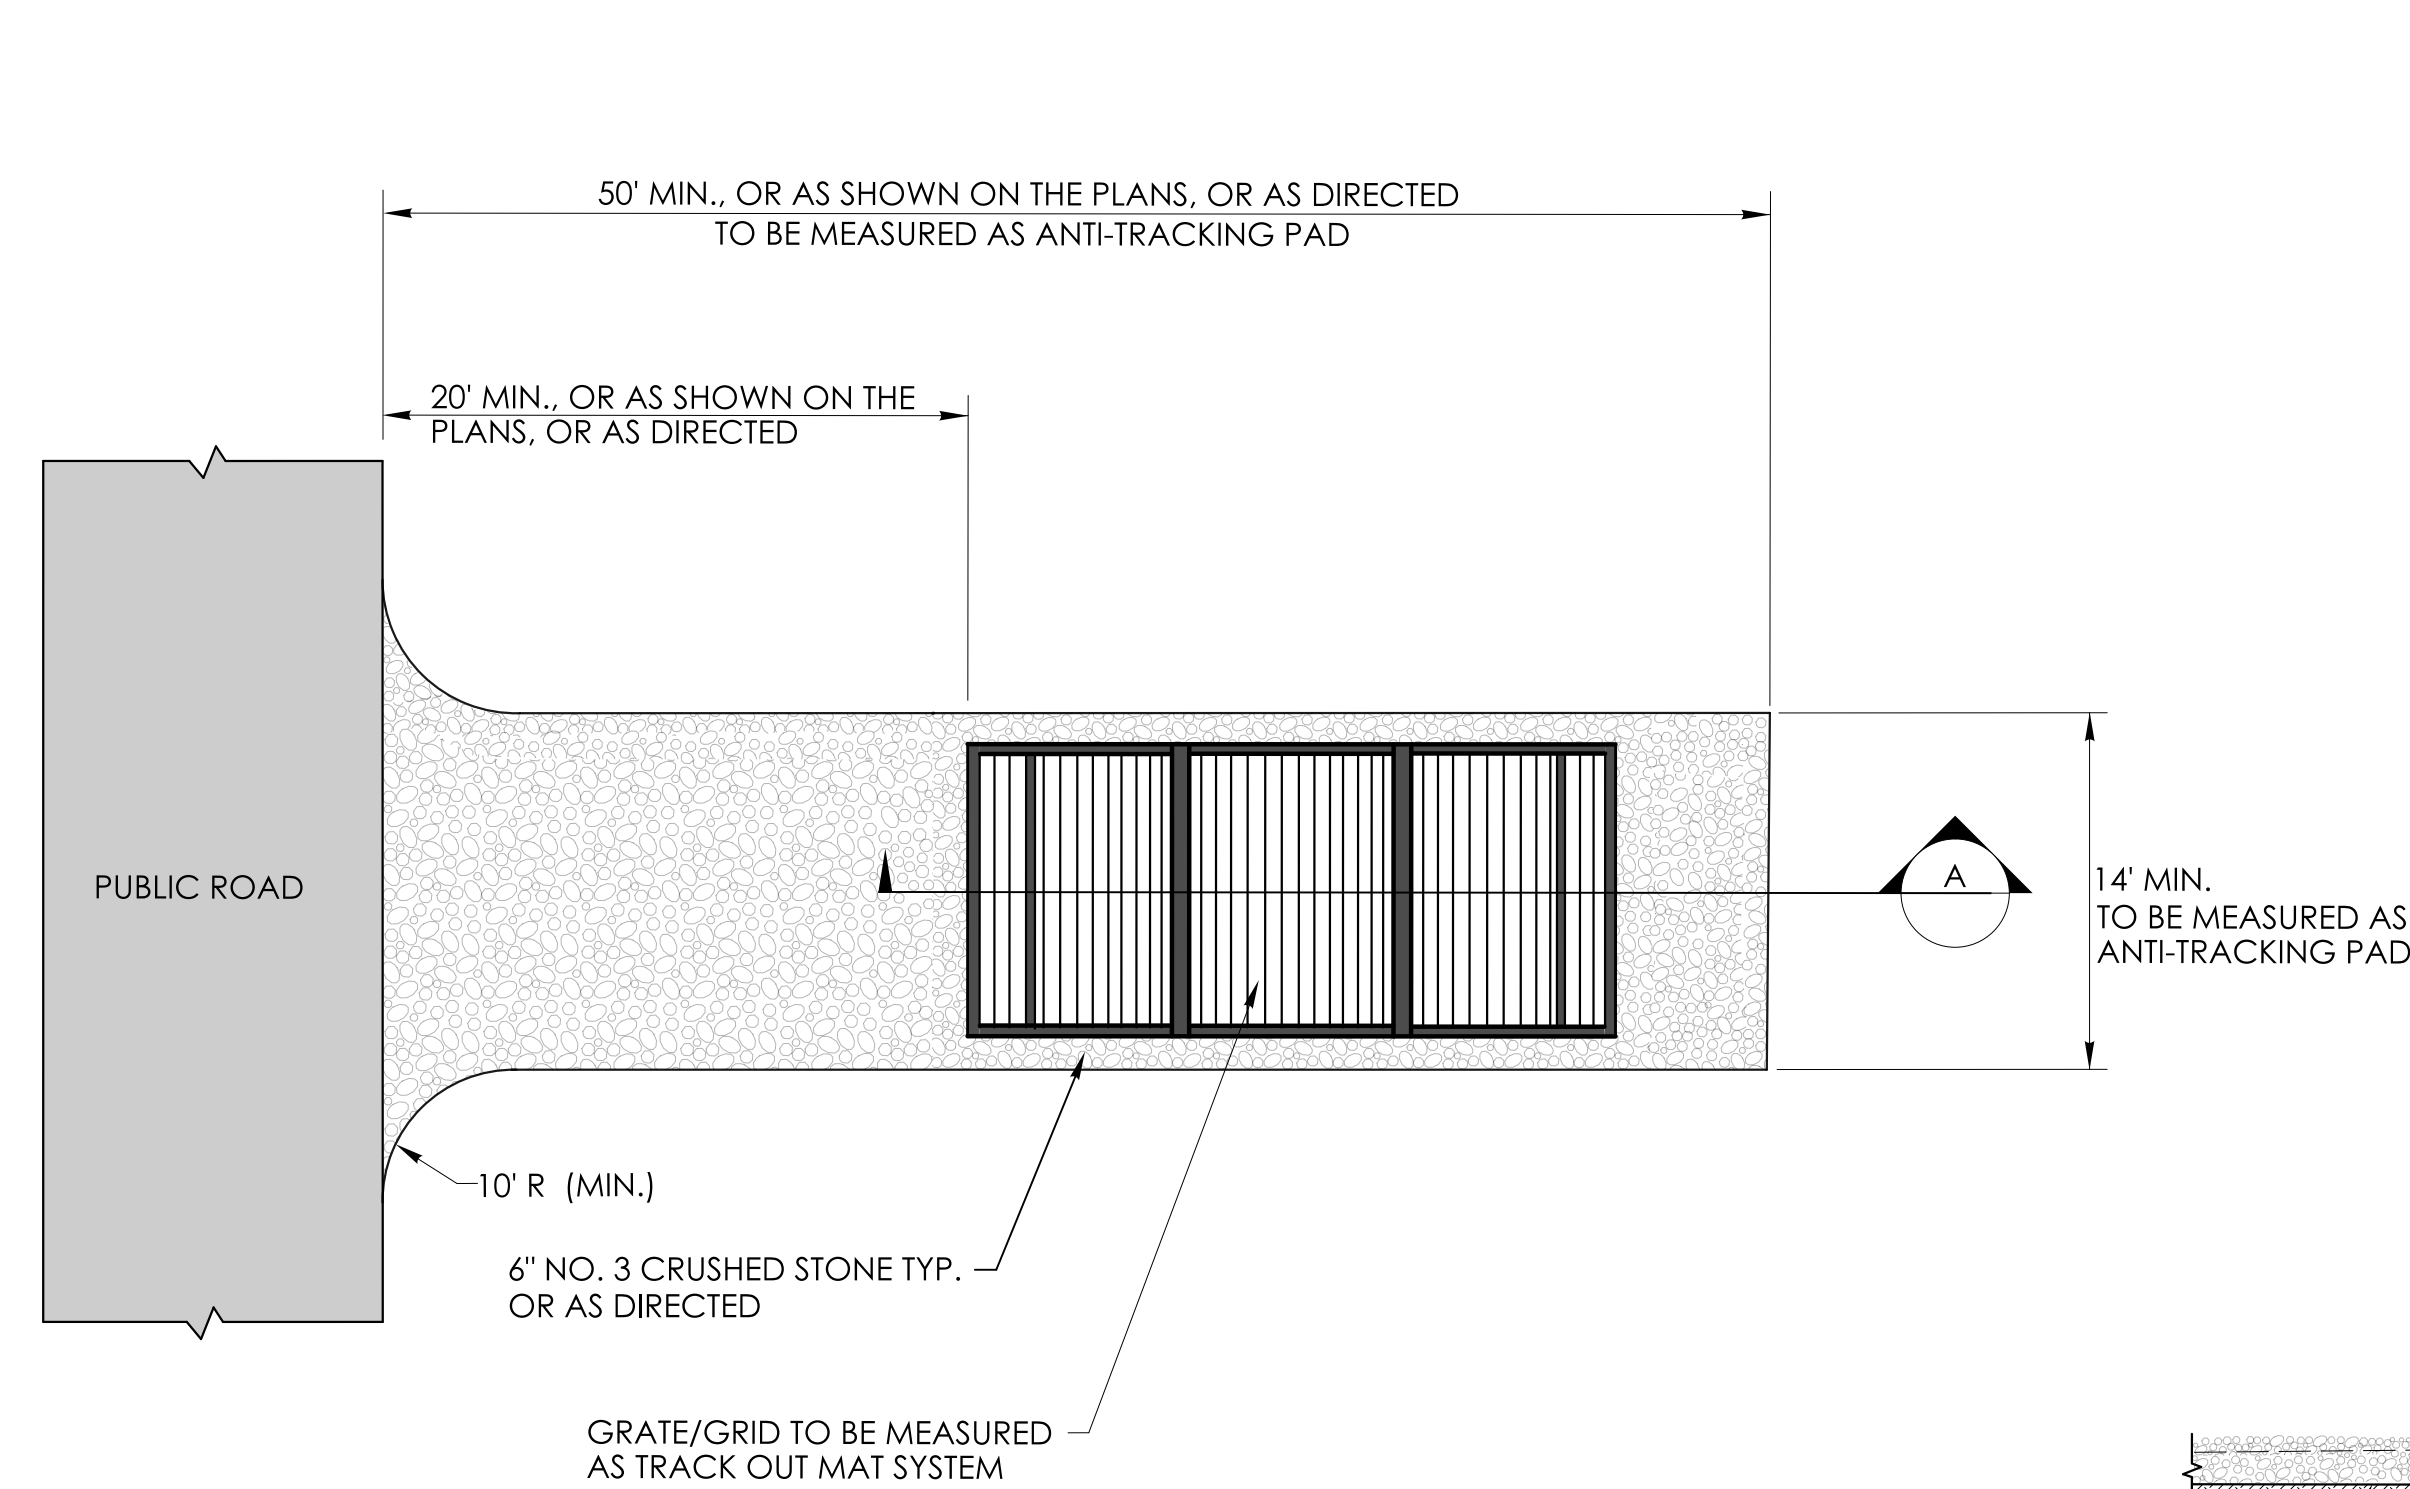 50' MIN., OR AS SHOWN ON THE PLANS, OR AS DIRECTED
TO BE MEASURED AS ANTI-TRACKING PAD
20' MIN., OR AS SHOWN ON THE
PLANS, OR AS DIRECTED
PUBLIC ROAD
A
14' MIN.
TO BE MEASURED AS
ANTI-TRACKING PAD
10' R (MIN.)
6" NO. 3 CRUSHED STONE TYP.
OR AS DIRECTED
GRATE/GRID TO BE MEASURED
AS TRACK OUT MAT SYSTEM